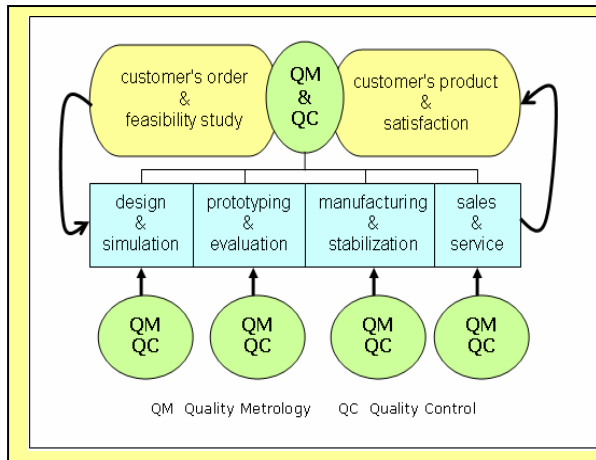 customer's order
&
feasibility study
QM
&
QC
customer's product
&
satisfaction
design
&
simulation
prototyping
&
evaluation
manufacturing
&
stabilization
sales
&
service
QM
QC
QM
QC
QM
QC
QM
QC
QM Quality Metrology QC Quality Control